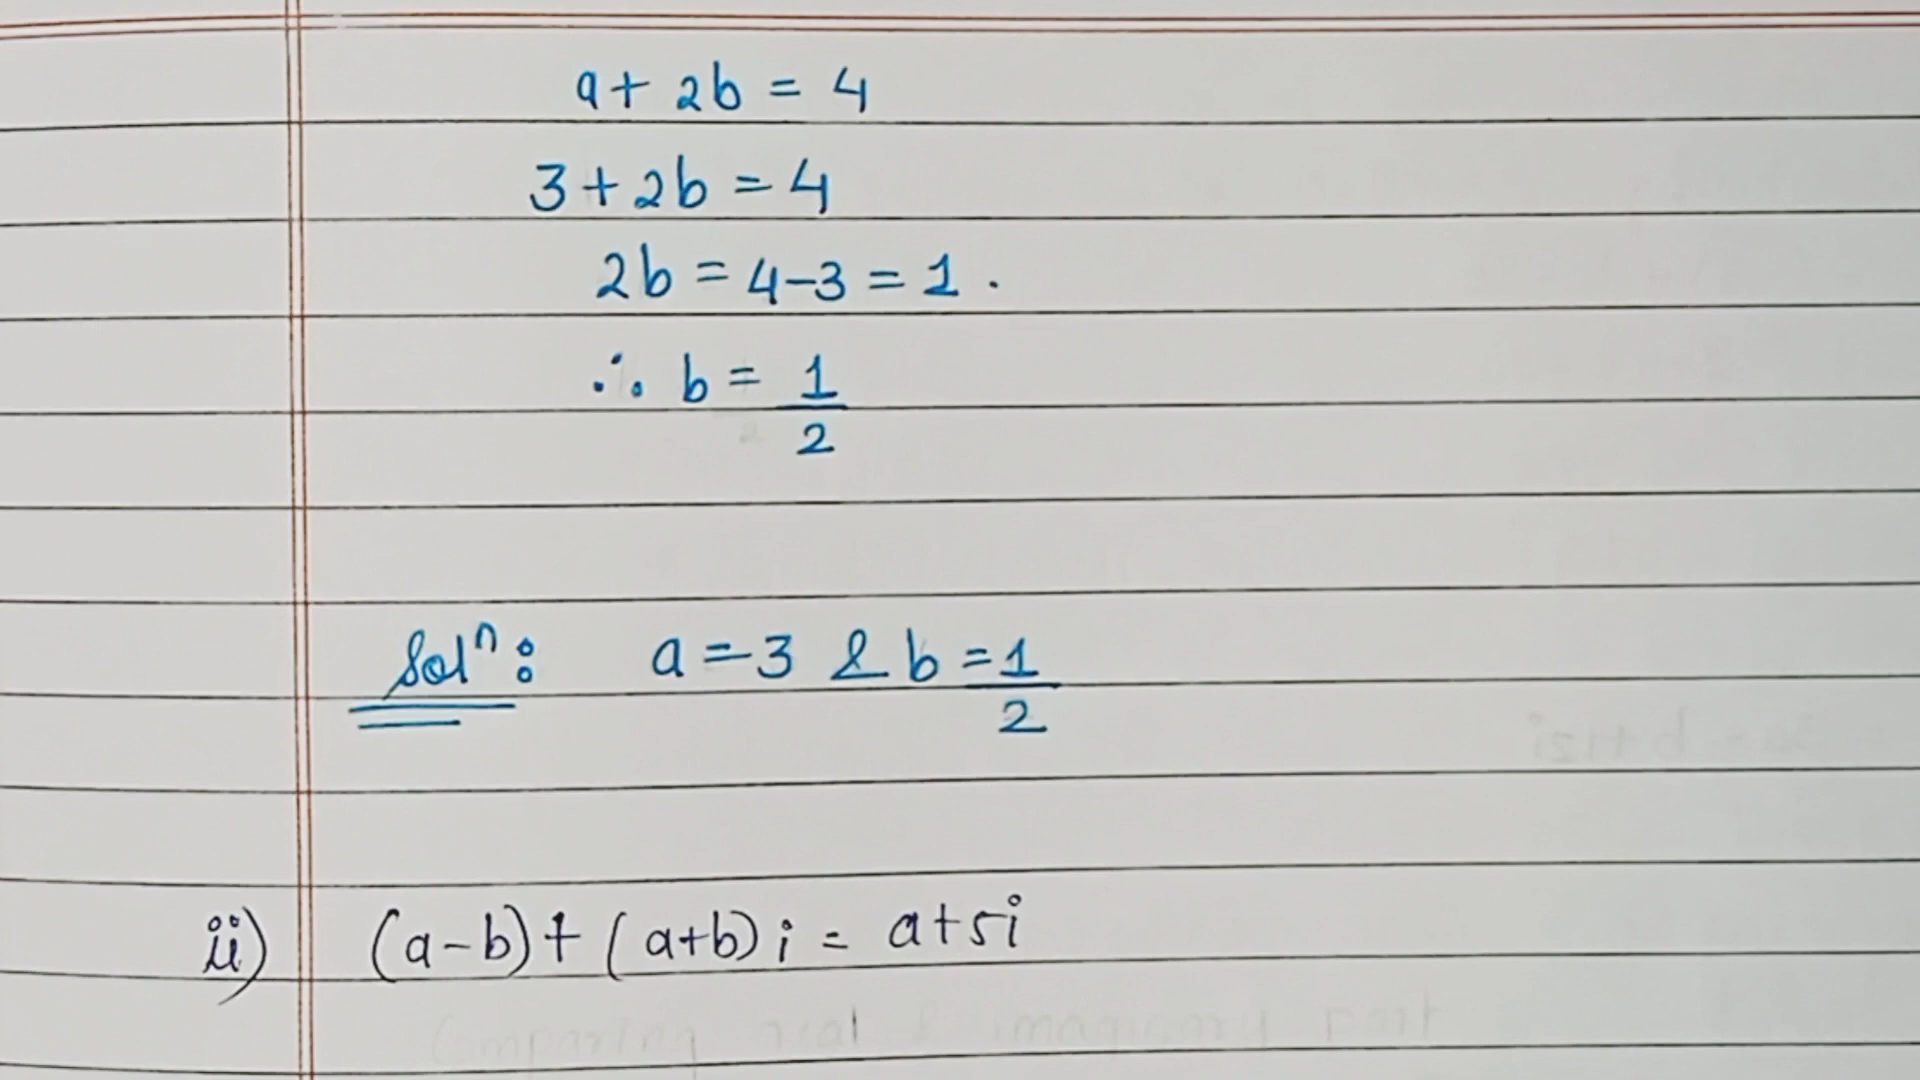 a + 2b = 4
3 + 2b = 4
2b = 4-3 = 1 .
∴ b = 1/2
Solⁿ : a = 3 & b = 1/2
ii) (a-b) + (a+b) i = a+5i